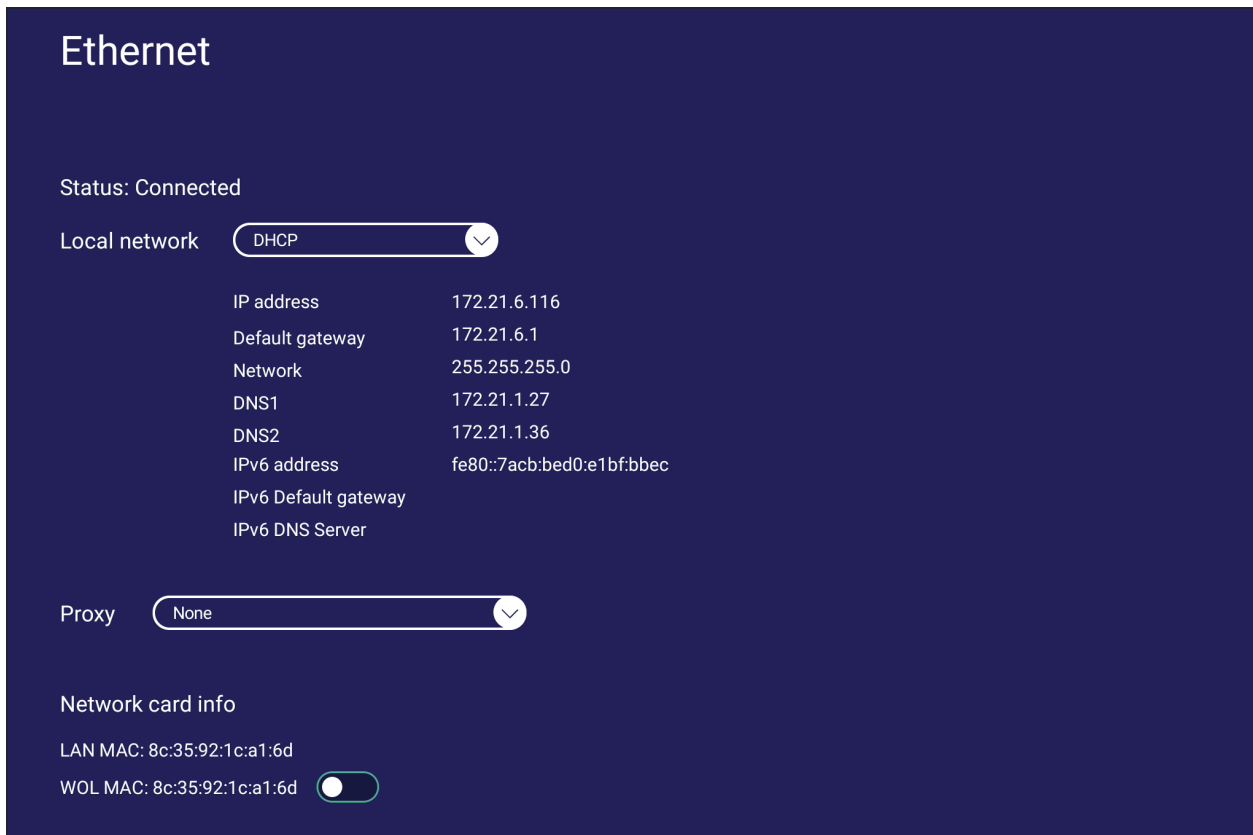 Ethernet
Status: Connected
Local network DHCP
IP address 172.21.6.116
Default gateway 172.21.6.1
Network 255.255.255.0
DNS1 172.21.1.27
DNS2 172.21.1.36
IPv6 address fe80::7acb:bed0:e1bf:bbec
IPv6 Default gateway
IPv6 DNS Server
Proxy None
Network card info
LAN MAC: 8c:35:92:1c:a1:6d
WOL MAC: 8c:35:92:1c:a1:6d